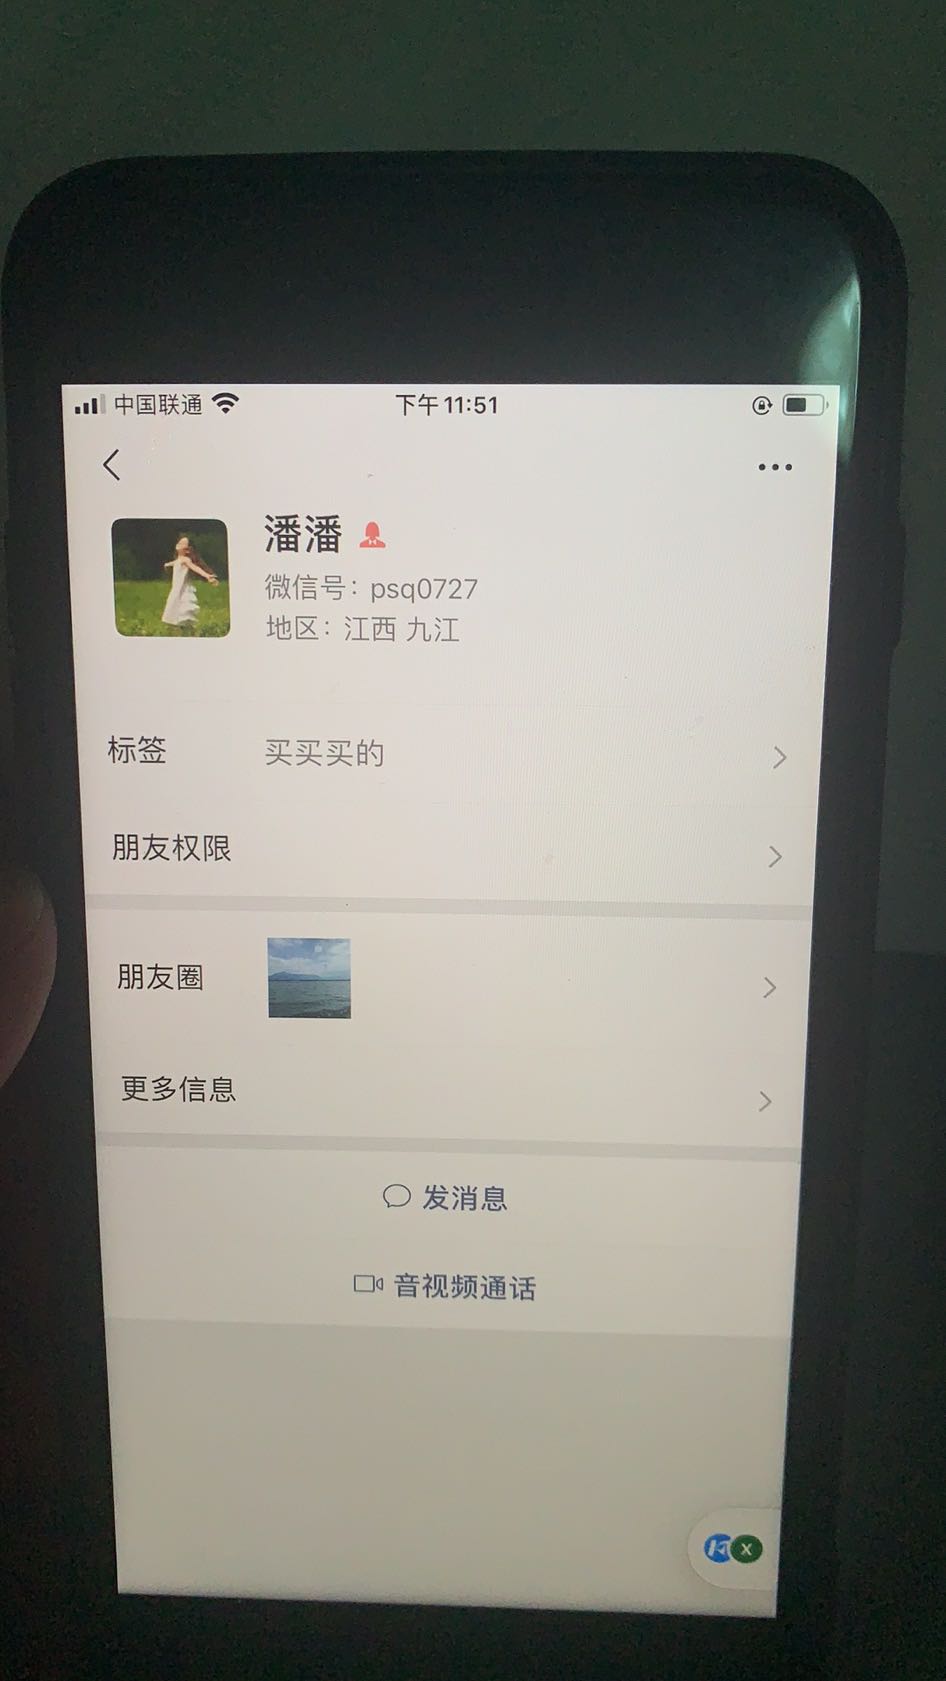 中国联通 下午 11:51
潘潘
微信号：psq0727
地区：江西 九江
标签 买买买的
朋友权限
朋友圈
更多信息
发消息
音视频通话
X